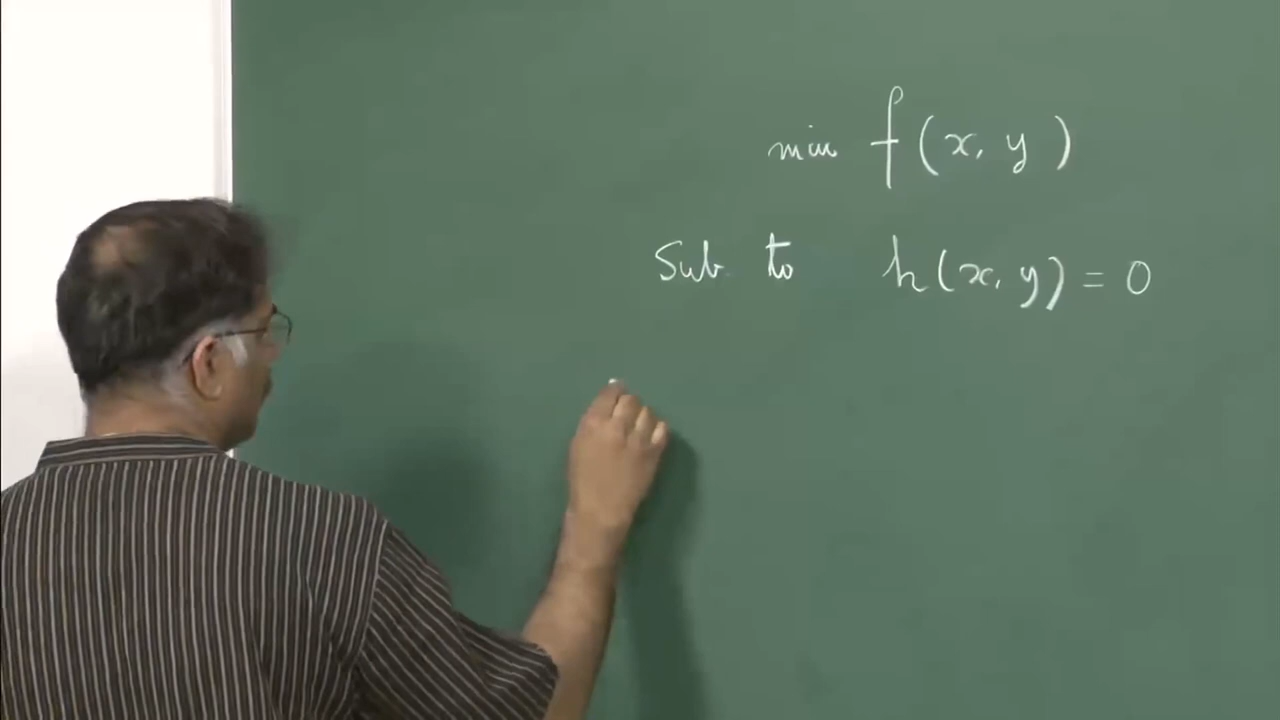 min f(x, y)
Sub. to h(x, y) = 0